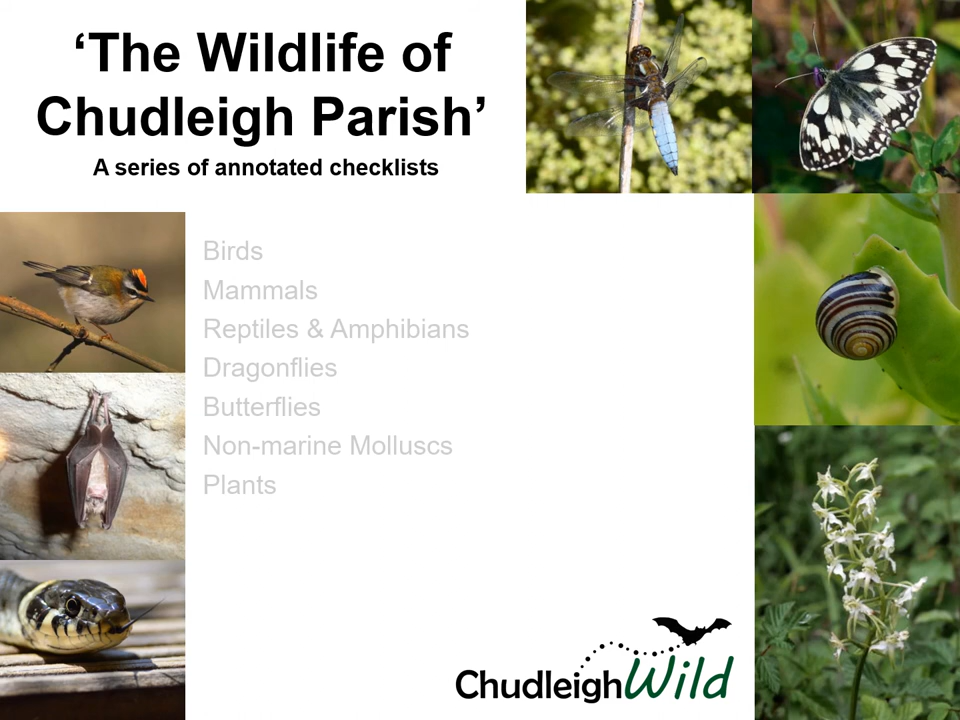 ‘The Wildlife of
Chudleigh Parish’
A series of annotated checklists
Birds
Mammals
Reptiles & Amphibians
Dragonflies
Butterflies
Non-marine Molluscs
Plants
ChudleighWild